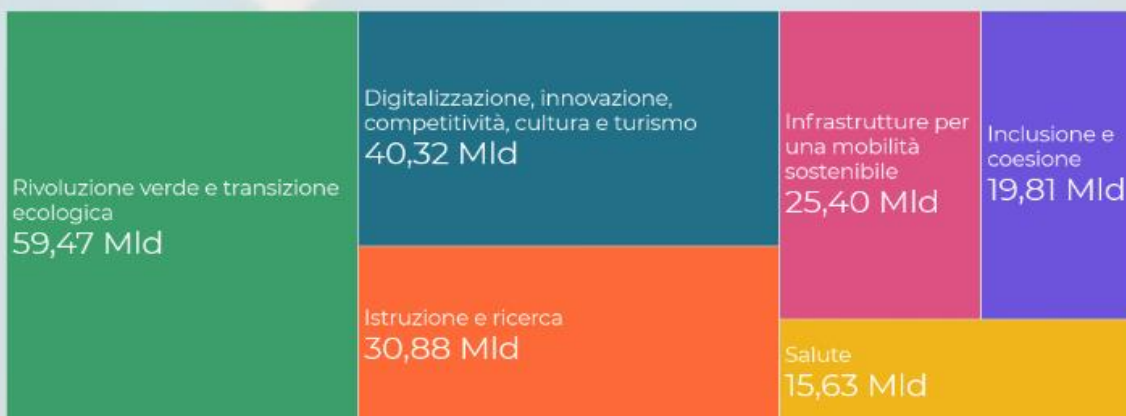 Rivoluzione verde e transizione
ecologica
59,47 Mld
Digitalizzazione, innovazione,
competitività, cultura e turismo
40,32 Mld
Istruzione e ricerca
30,88 Mld
Infrastrutture per
una mobilità
sostenibile
25,40 Mld
Inclusione e
coesione
19,81 Mld
Salute
15,63 Mld